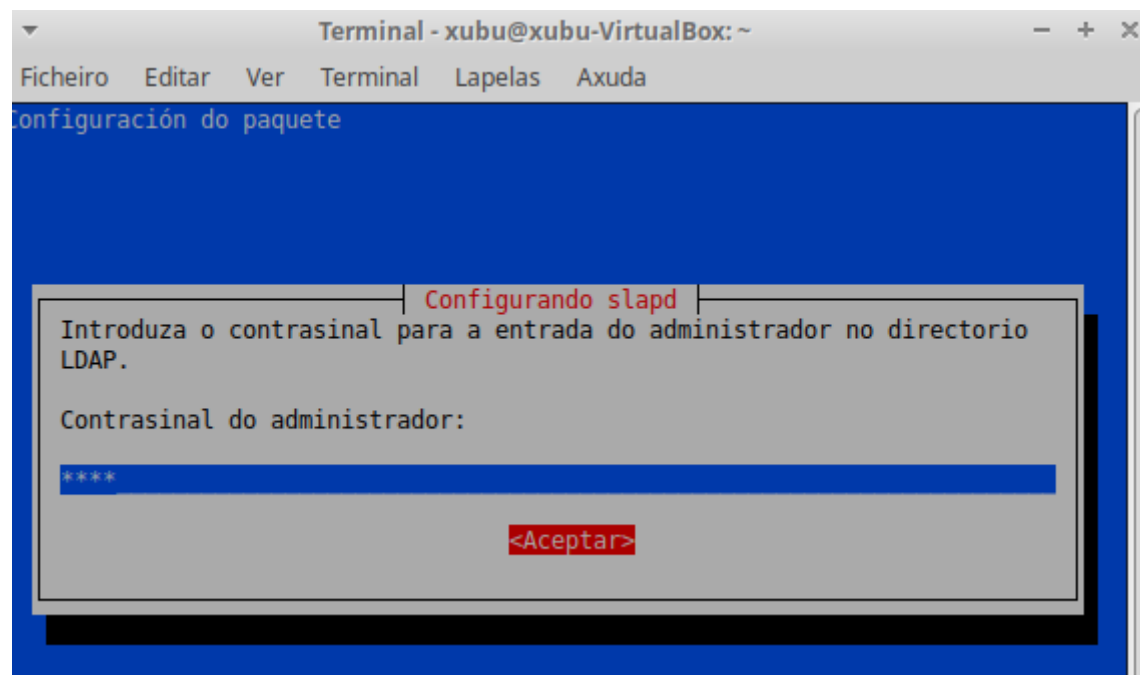 Terminal - xubu@xubu-VirtualBox: ~
Ficheiro Editar Ver Terminal Lapelas Axuda
Configuración do paquete
Configurando slapd
Introduza o contrasinal para a entrada do administrador no directorio
LDAP.
Contrasinal do administrador:
****
<Aceptar>